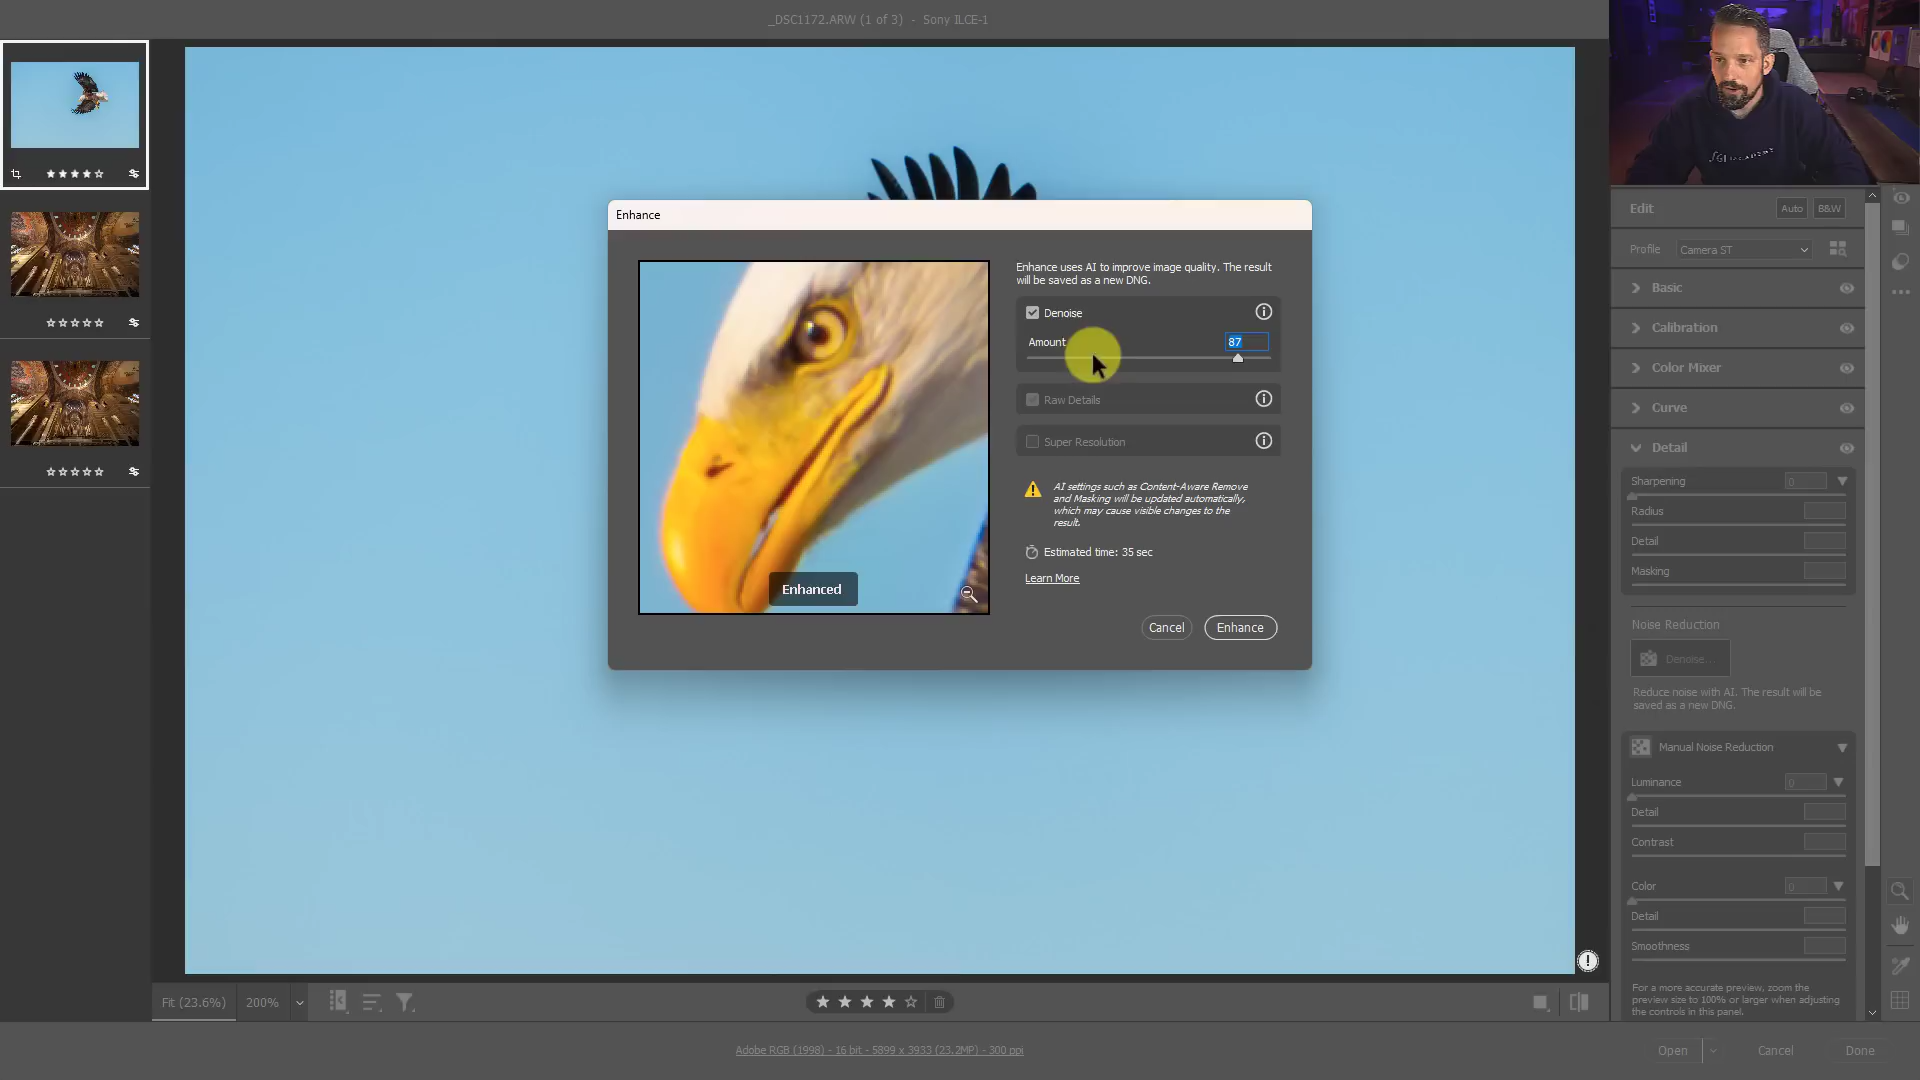 _DSC1172.ARW (1 of 3) - Sony ILCE-1
Enhance
Enhance uses AI to improve image quality. The result
will be saved as a new DNG.
Denoise
Amount
87
Raw Details
Super Resolution
AI settings such as Content-Aware Remove
and Masking will be updated automatically,
which may cause visible changes to the
result.
Estimated time: 35 sec
Learn More
Cancel
Enhance
Enhanced
Edit
Auto
B&W
Profile
Camera ST
Basic
Calibration
Color Mixer
Curve
Detail
Sharpening
0
Radius
Detail
Masking
Noise Reduction
Denoise...
Reduce noise with AI. The result will be
saved as a new DNG.
Manual Noise Reduction
Luminance
0
Detail
Contrast
Color
0
Detail
Smoothness
For a more accurate preview, zoom the
preview size to 100% or larger when adjusting
the controls in this panel.
Fit (23.6%)
200%
Adobe RGB (1998) - 16 bit - 5899 x 3933 (23.2MP) - 300 ppi
Open
Cancel
Done